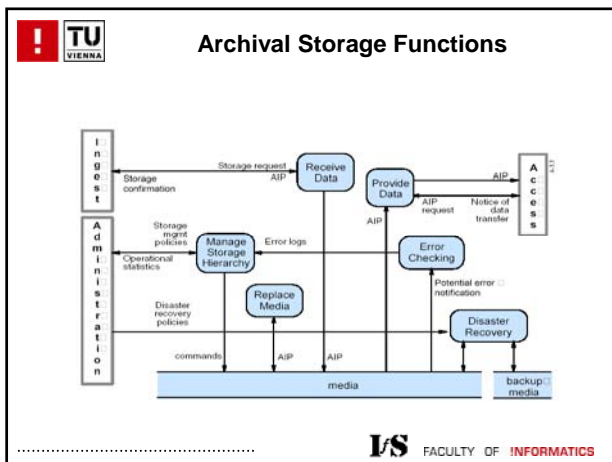 ! TU
VIENNA
Archival Storage Functions
Ingest
Storage request
AIP
Storage
confirmation
Receive
Data
Provide
Data
AIP
AIP
request
Notice of
data
transfer
Access
Administration
Storage
mgmt
policies
Operational
statistics
Manage
Storage
Hierarchy
Error logs
AIP
Error
Checking
Potential error
notification
Replace
Media
Disaster
recovery
policies
Disaster
Recovery
commands
AIP
AIP
media
backup
media
IfS FACULTY OF !NFORMATICS